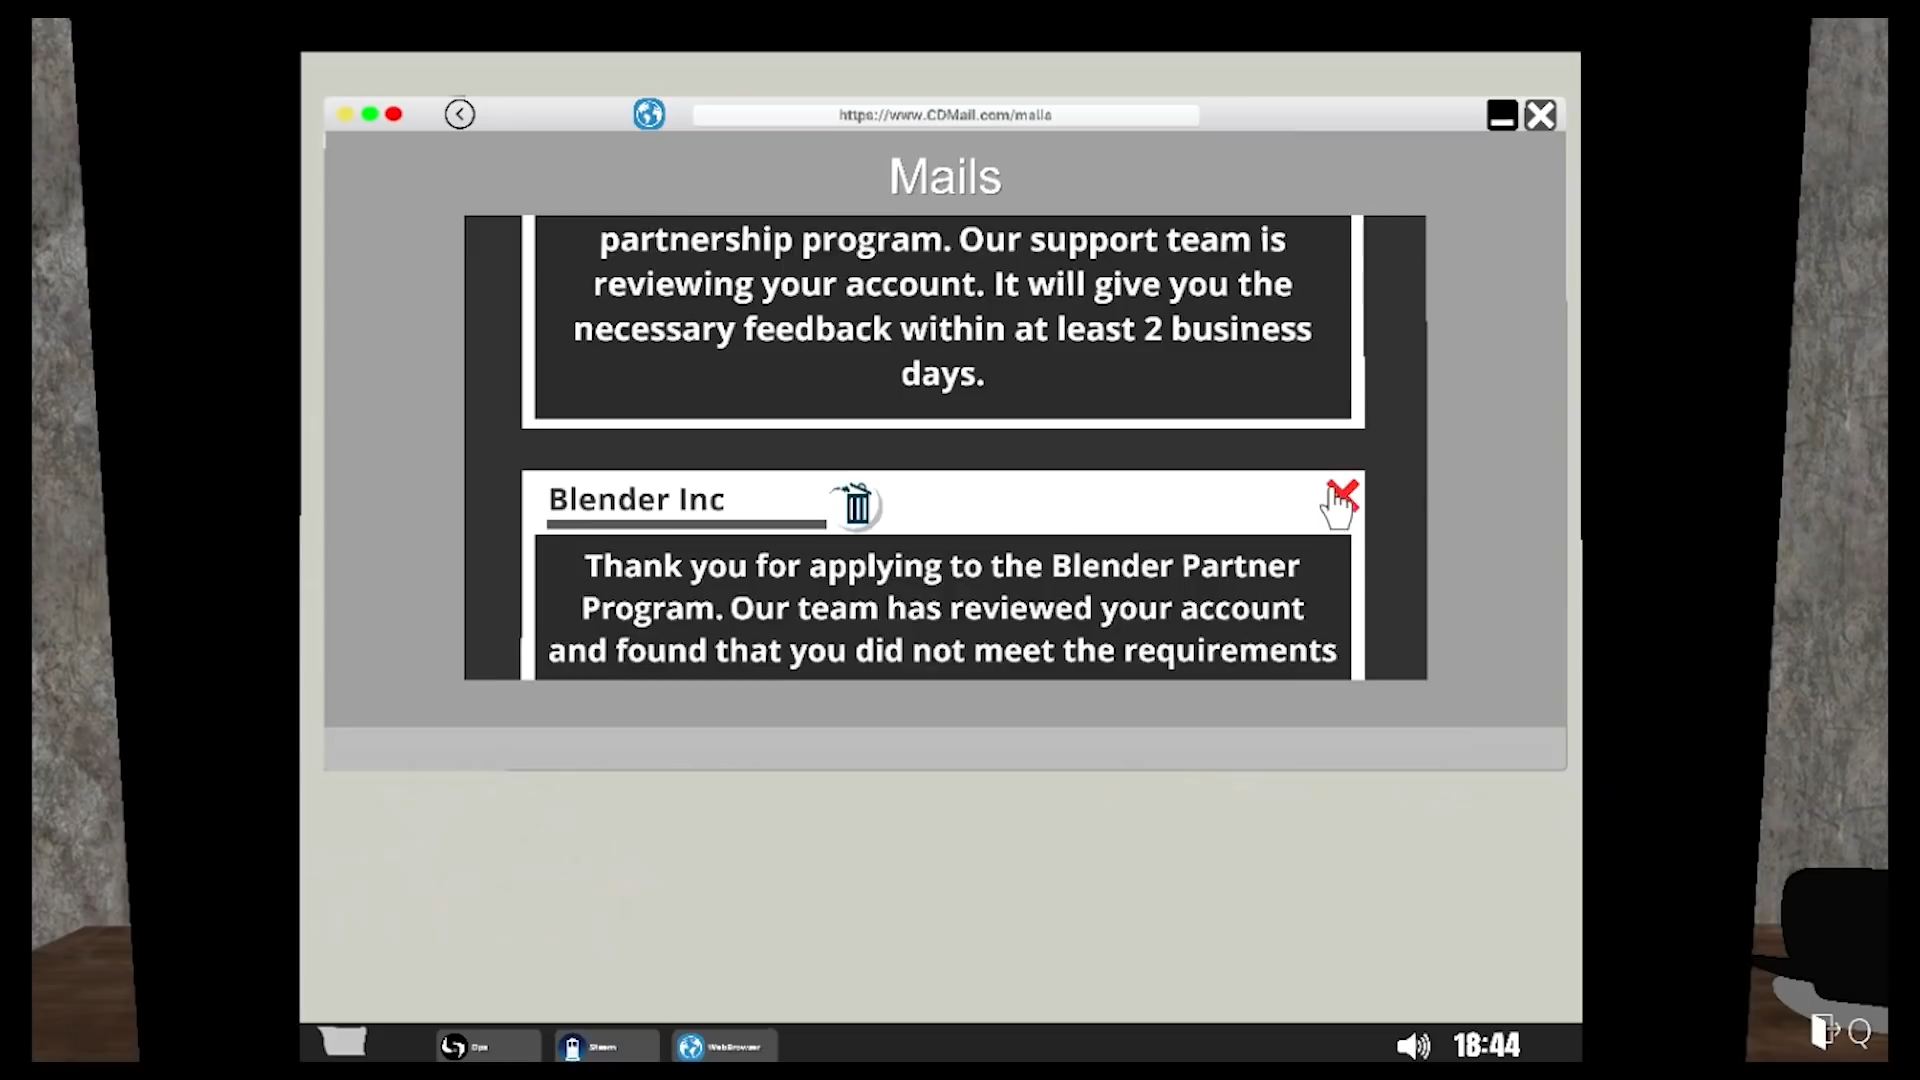 https://www.CDMail.com/mails
Mails
partnership program. Our support team is
reviewing your account. It will give you the
necessary feedback within at least 2 business
days.
Blender Inc
Thank you for applying to the Blender Partner
Program. Our team has reviewed your account
and found that you did not meet the requirements
WebBrowser
18:44
Q